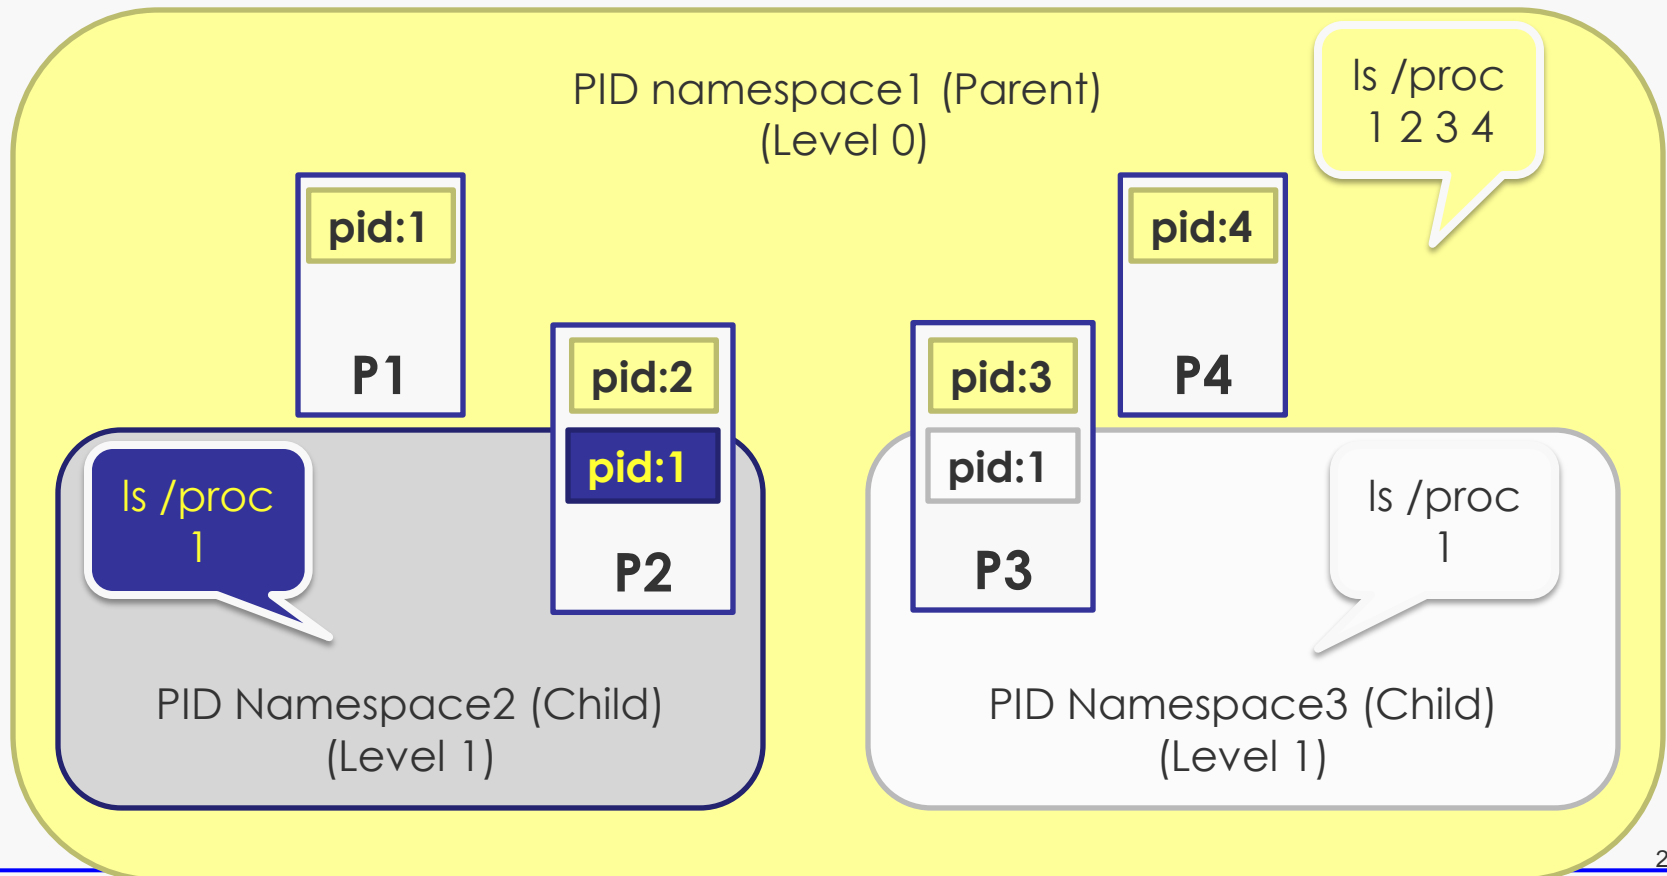 PID namespace1 (Parent)
(Level 0)
ls /proc
1 2 3 4
pid:1
P1
pid:2
pid:1
P2
pid:3
pid:1
P3
pid:4
P4
ls /proc
1
PID Namespace2 (Child)
(Level 1)
ls /proc
1
PID Namespace3 (Child)
(Level 1)
2